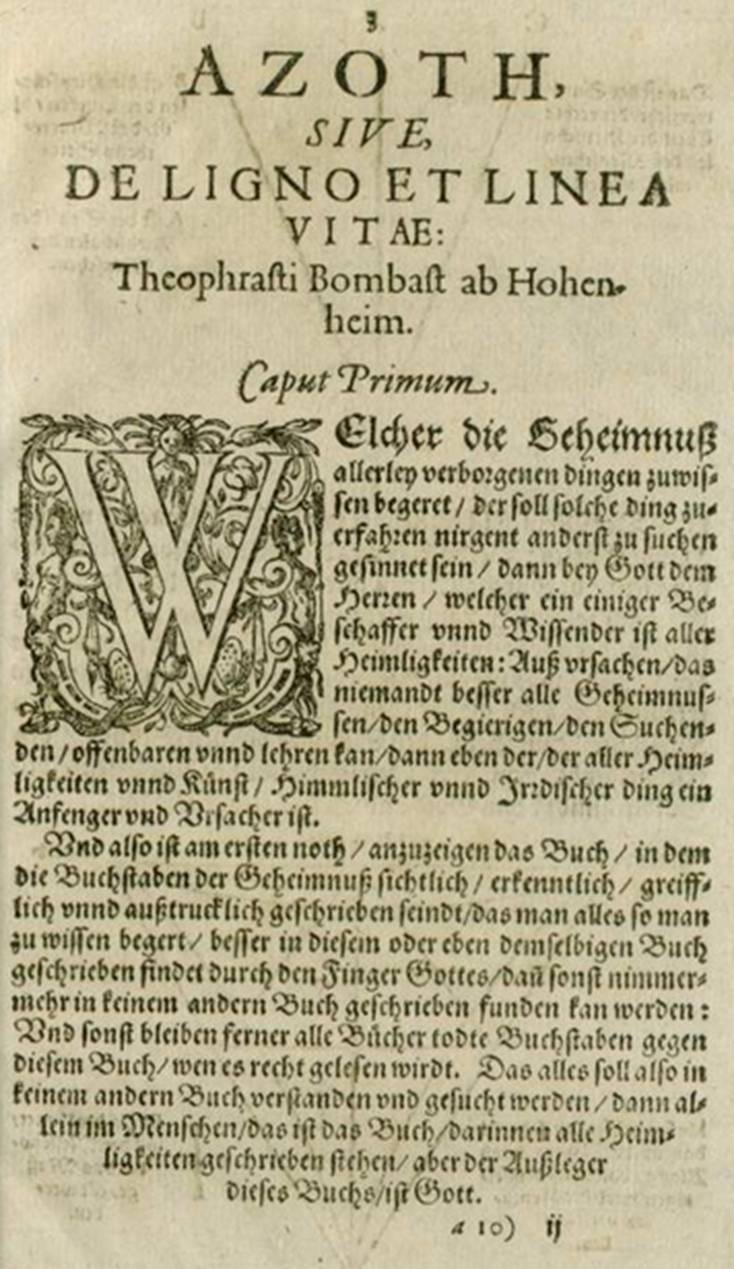 3
AZOTH,
SIVE,
DE LIGNO ET LINEA
VITAE:
Theophraſti Bombaſt ab Hohen-
heim.
Caput Primum.
WElcher die Geheimnuß
allerley verborgenen dingen zuwiſ-
ſen begeret / der ſoll ſolche ding zu-
erfahren nirgent anderſt zu ſuchen
geſinnet ſein / dann bey Gott dem
Herren / welcher ein einiger Be-
ſchaffer vnnd Wiſſender iſt aller
Heimligkeiten: Auß vrſachen/das
niemandt beſſer alle Geheimnuſ-
ſen/den Begierigen/den Suchen-
den/offenbaren vnnd lehren kan/dann eben der/der aller Heim-
ligkeiten vnnd Künſt / Himmliſcher vnnd Irrdiſcher ding ein
Anfenger vnd Vrſacher iſt.
Vnd alſo iſt am erſten noth / anzuzeigen das Buch / in dem
die Buchſtaben der Geheimnuß ſichtlich / erkenntlich / greiff-
lich vnnd außtrucklich geſchrieben ſeindt/das man alles ſo man
zu wiſſen begert / beſſer in dieſem oder eben demſelbigen Buch
geſchrieben findet durch den Finger Gottes/dañ ſonſt nimmer-
mehr in keinem andern Buch geſchrieben funden kan werden:
Vnd ſonſt bleiben ferner alle Bücher todte Buchſtaben gegen
dieſem Buch/wen es recht geleſen wirdt. Das alles ſoll alſo in
keinem andern Buch verſtanden vnd geſucht werden / dann al-
lein im Menſchen/das iſt das Buch/darinnen alle Heim-
ligkeiten geſchrieben ſtehen/ aber der Außleger
dieſes Buchs/iſt Gott.
a 10) ij